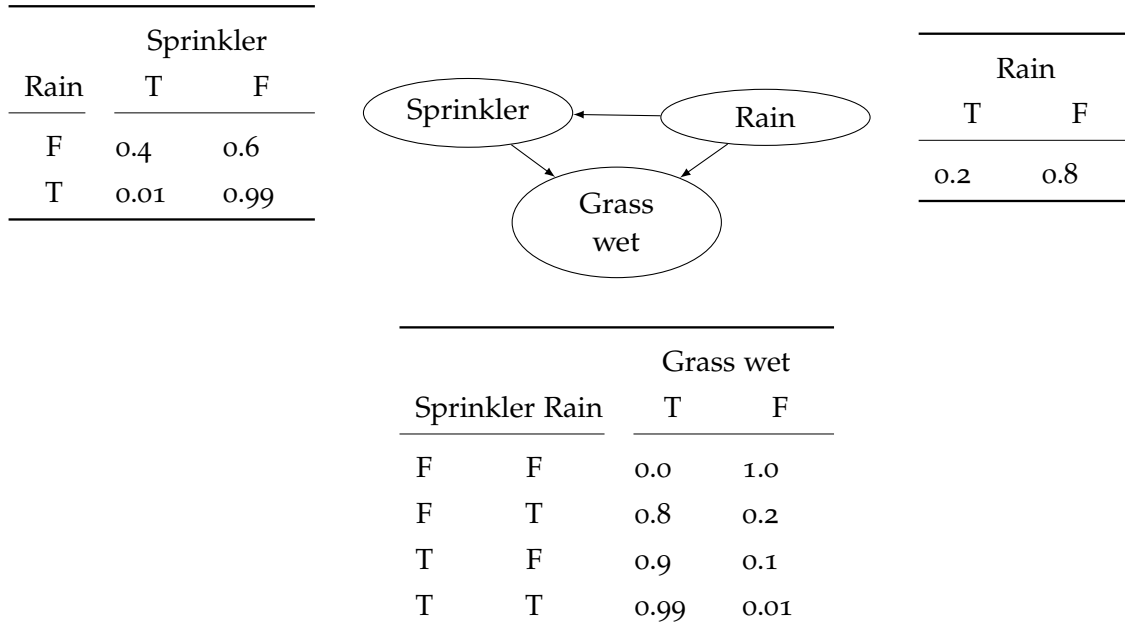 Sprinkler
Rain T F
F 0.4 0.6
T 0.01 0.99
Sprinkler
Rain
Grass
wet
Rain
T F
0.2 0.8
Grass wet
Sprinkler Rain T F
F F 0.0 1.0
F T 0.8 0.2
T F 0.9 0.1
T T 0.99 0.01